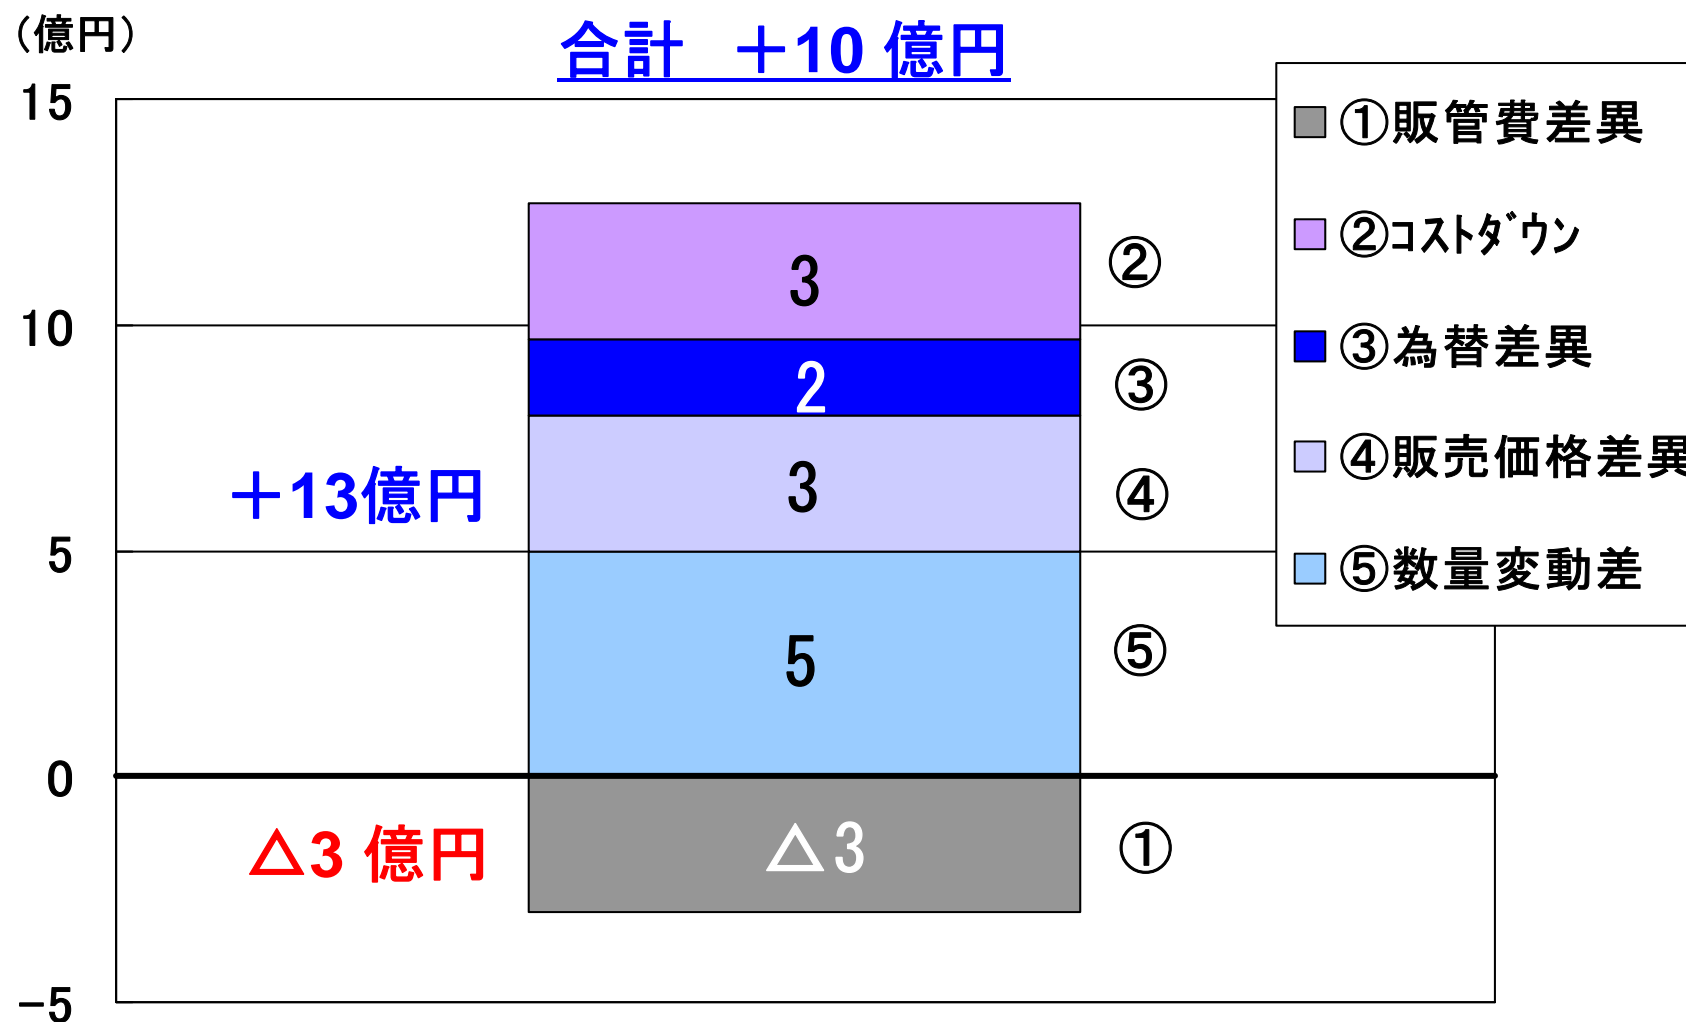 （億円）
合計　＋10 億円
15
10
5
0
-5
①販管費差異
②ｺｽﾄﾀﾞｳﾝ
③為替差異
④販売価格差異
⑤数量変動差
3
②
2
③
＋13億円
3
④
5
⑤
△3 億円
△3
①